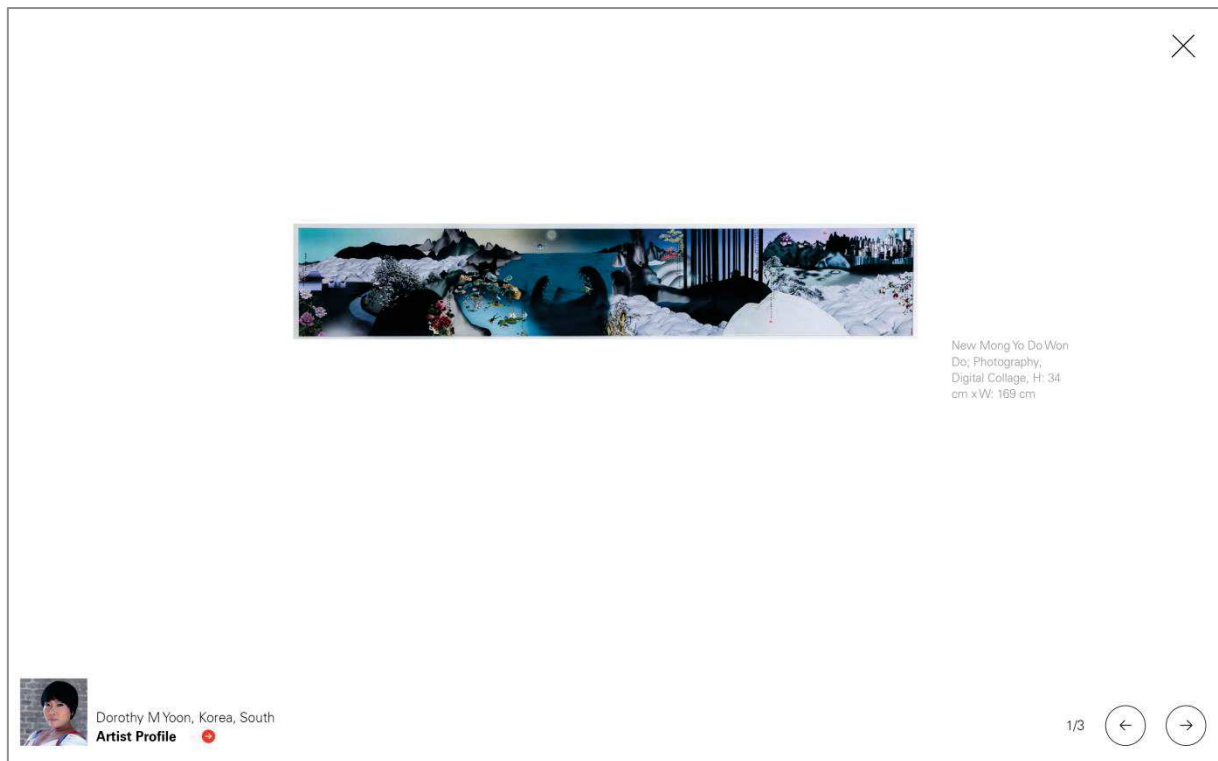 New Mong Yo Do Won
Do; Photography,
Digital Collage, H: 34
cm x W: 169 cm
Dorothy M Yoon, Korea, South
Artist Profile
1/3